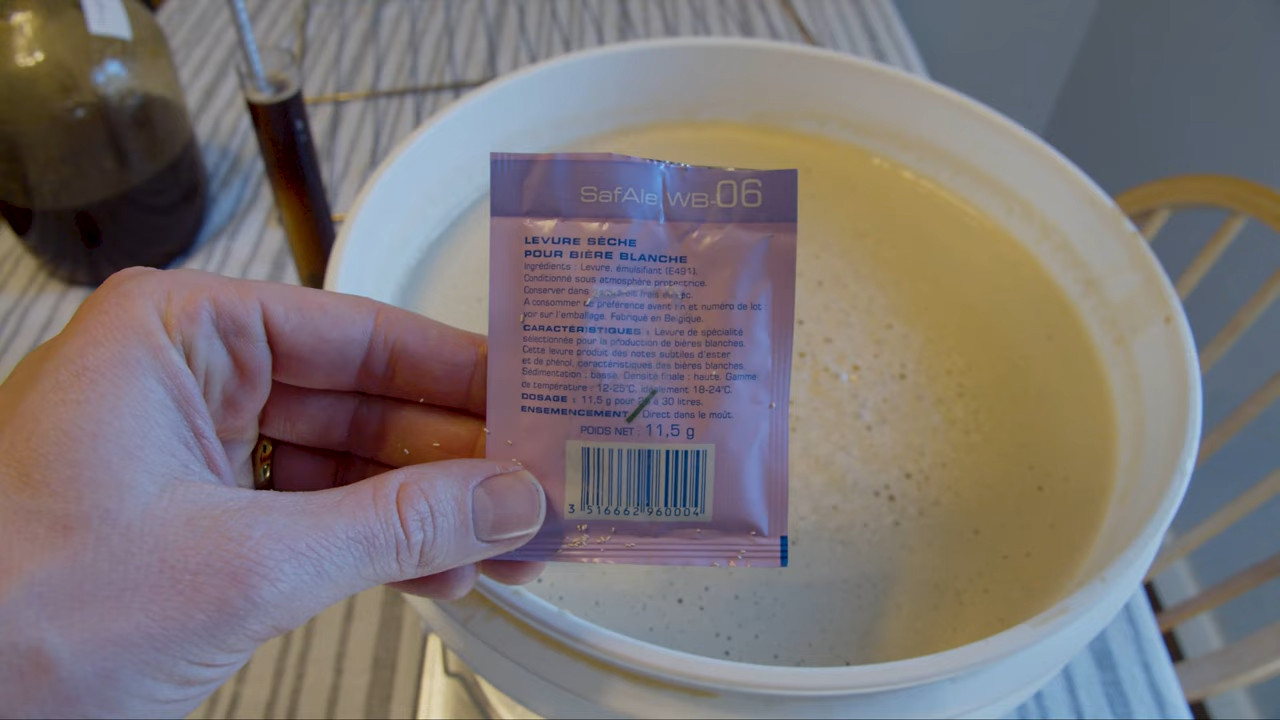 SafAle WB-06
LEVURE SÈCHE
POUR BIÈRE BLANCHE
Ingrédients : Levure, émulsifiant (E491).
Conditionné sous atmosphère protectrice.
Conserver dans
A consommer de préférence avant : n et numéro de lot :
voir sur l'emballage. Fabriqué en Belgique.
CARACTÉRISTIQUES : Levure de spécialité
sélectionnée pour la production de bières blanches.
Cette levure produit des notes subtiles d'ester
et de phénol, caractéristiques des bières blanches.
Sédimentation : basse. Densité finale : haute. Gamme
de température : 12-25°C, idéalement 18-24°C.
DOSAGE : 11,5 g pour à 30 litres.
ENSEMENCEMENT Direct dans le moût.
POIDS NET : 11,5 g
3 516662 960004